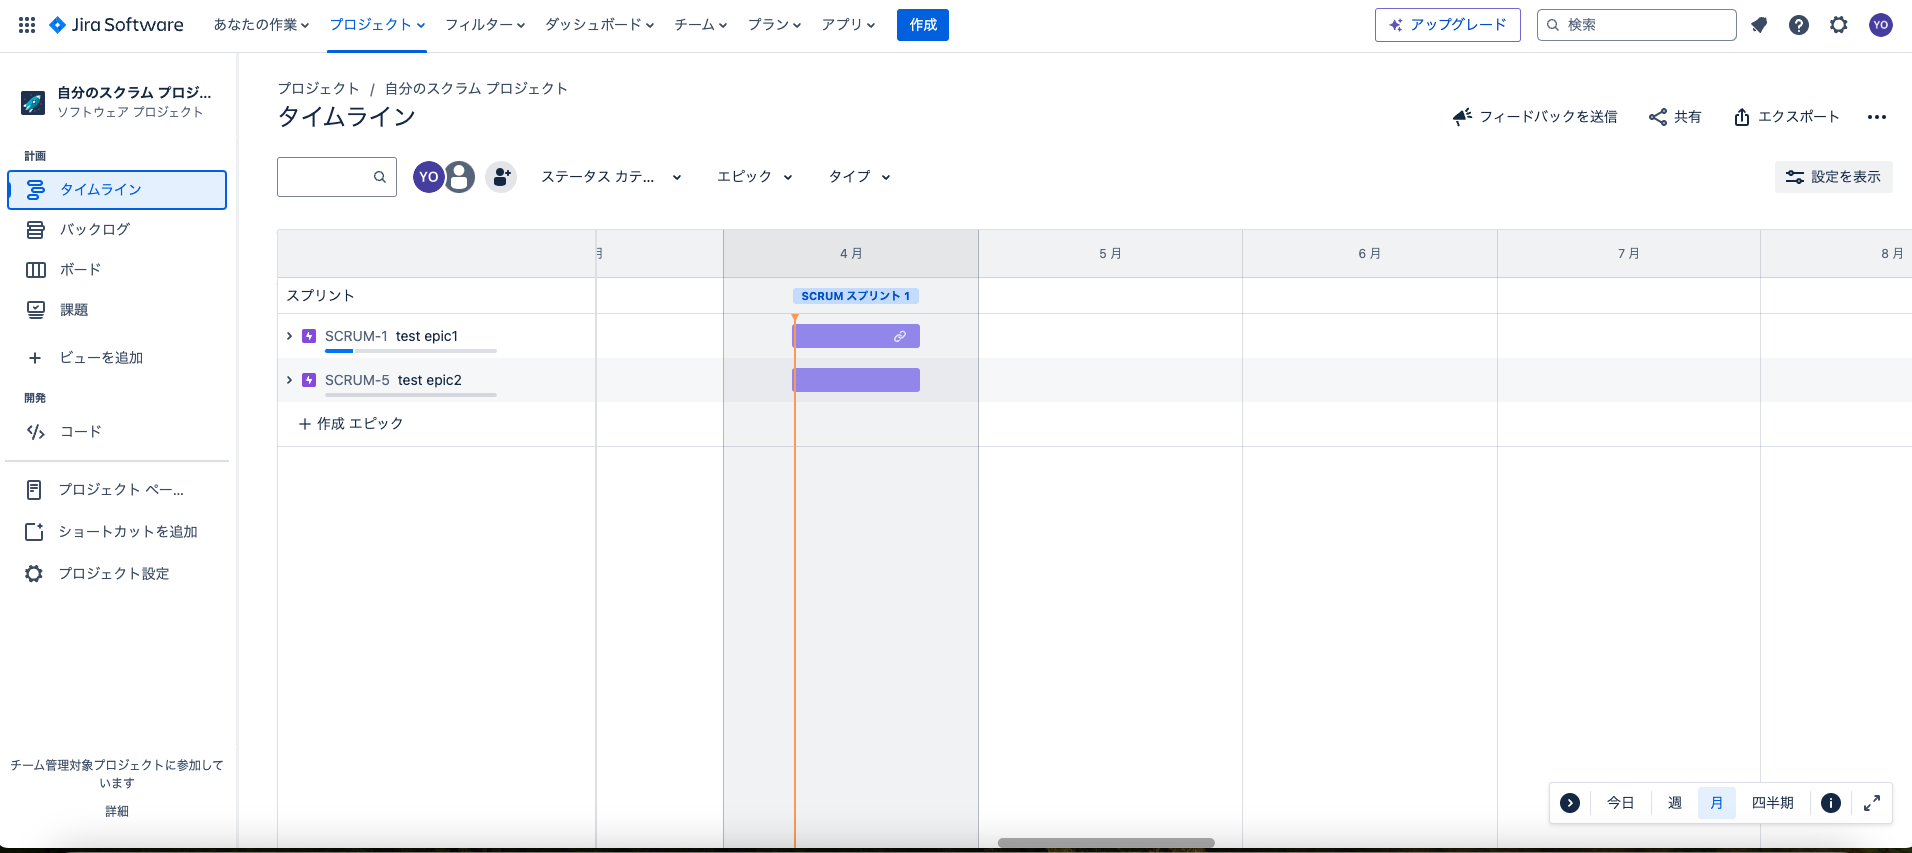 Jira Software
あなたの作業
プロジェクト
フィルター
ダッシュボード
チーム
プラン
アプリ
作成
アップグレード
検索
YO
自分のスクラム プロジ...
ソフトウェア プロジェクト
計画
タイムライン
バックログ
ボード
課題
ビューを追加
開発
コード
プロジェクト ペー...
ショートカットを追加
プロジェクト設定
チーム管理対象プロジェクトに参加して
います
詳細
プロジェクト / 自分のスクラム プロジェクト
タイムライン
フィードバックを送信
共有
エクスポート
YO
ステータス カテ...
エピック
タイプ
設定を表示
月
4 月
5 月
6 月
7 月
8 月
スプリント
SCRUM スプリント 1
SCRUM-1 test epic1
SCRUM-5 test epic2
作成 エピック
今日
週
月
四半期